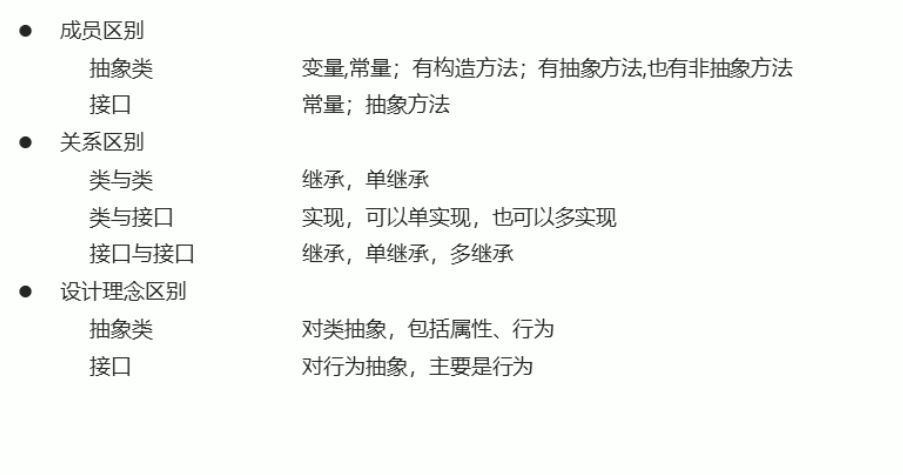 ● 成员区别
抽象类 变量,常量；有构造方法；有抽象方法,也有非抽象方法
接口 常量；抽象方法
● 关系区别
类与类 继承，单继承
类与接口 实现，可以单实现，也可以多实现
接口与接口 继承，单继承，多继承
● 设计理念区别
抽象类 对类抽象，包括属性、行为
接口 对行为抽象，主要是行为